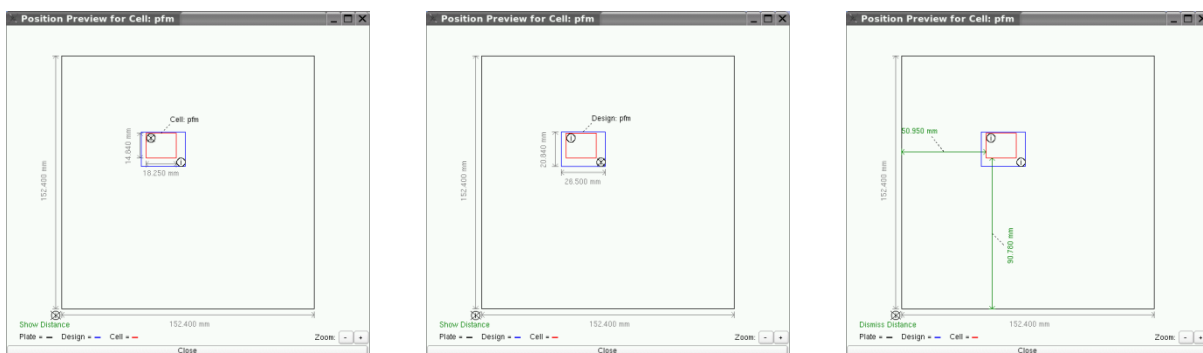 Position Preview for Cell: pfm
Cell: pfm
14.640 mm
18.250 mm
152.400 mm
Show Distance
152.400 mm
Plate = Design = Cell =
Zoom: - +
Close
Position Preview for Cell: pfm
Design: pfm
20.840 mm
26.500 mm
152.400 mm
Show Distance
152.400 mm
Plate = Design = Cell =
Zoom: - +
Close
Position Preview for Cell: pfm
50.950 mm
152.400 mm
90.760 mm
Dismiss Distance
152.400 mm
Plate = Design = Cell =
Zoom: - +
Close